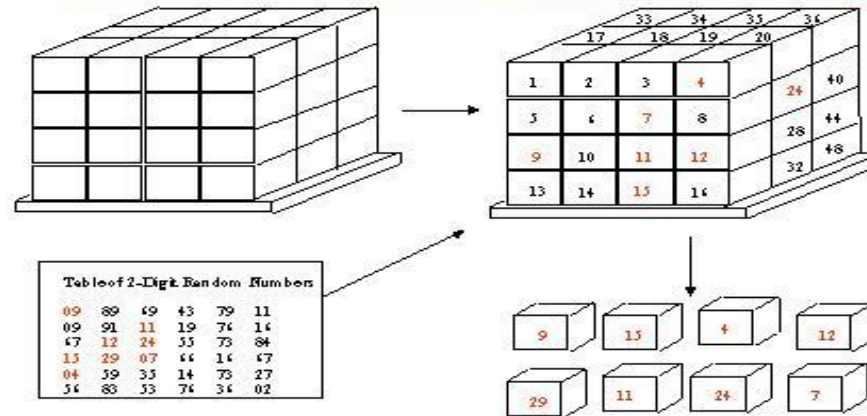 33 34 35 36
17 18 19 20
1 2 3 4
24 40
5 6 7 8
28 44
9 10 11 12
32 48
13 14 15 16
Table of 2-Digit Random Numbers
09 89 69 43 79 11
09 91 11 19 76 16
67 12 24 55 73 84
15 29 07 66 16 67
04 59 35 14 73 27
56 83 53 76 36 02
9 15 4 12
29 11 24 7